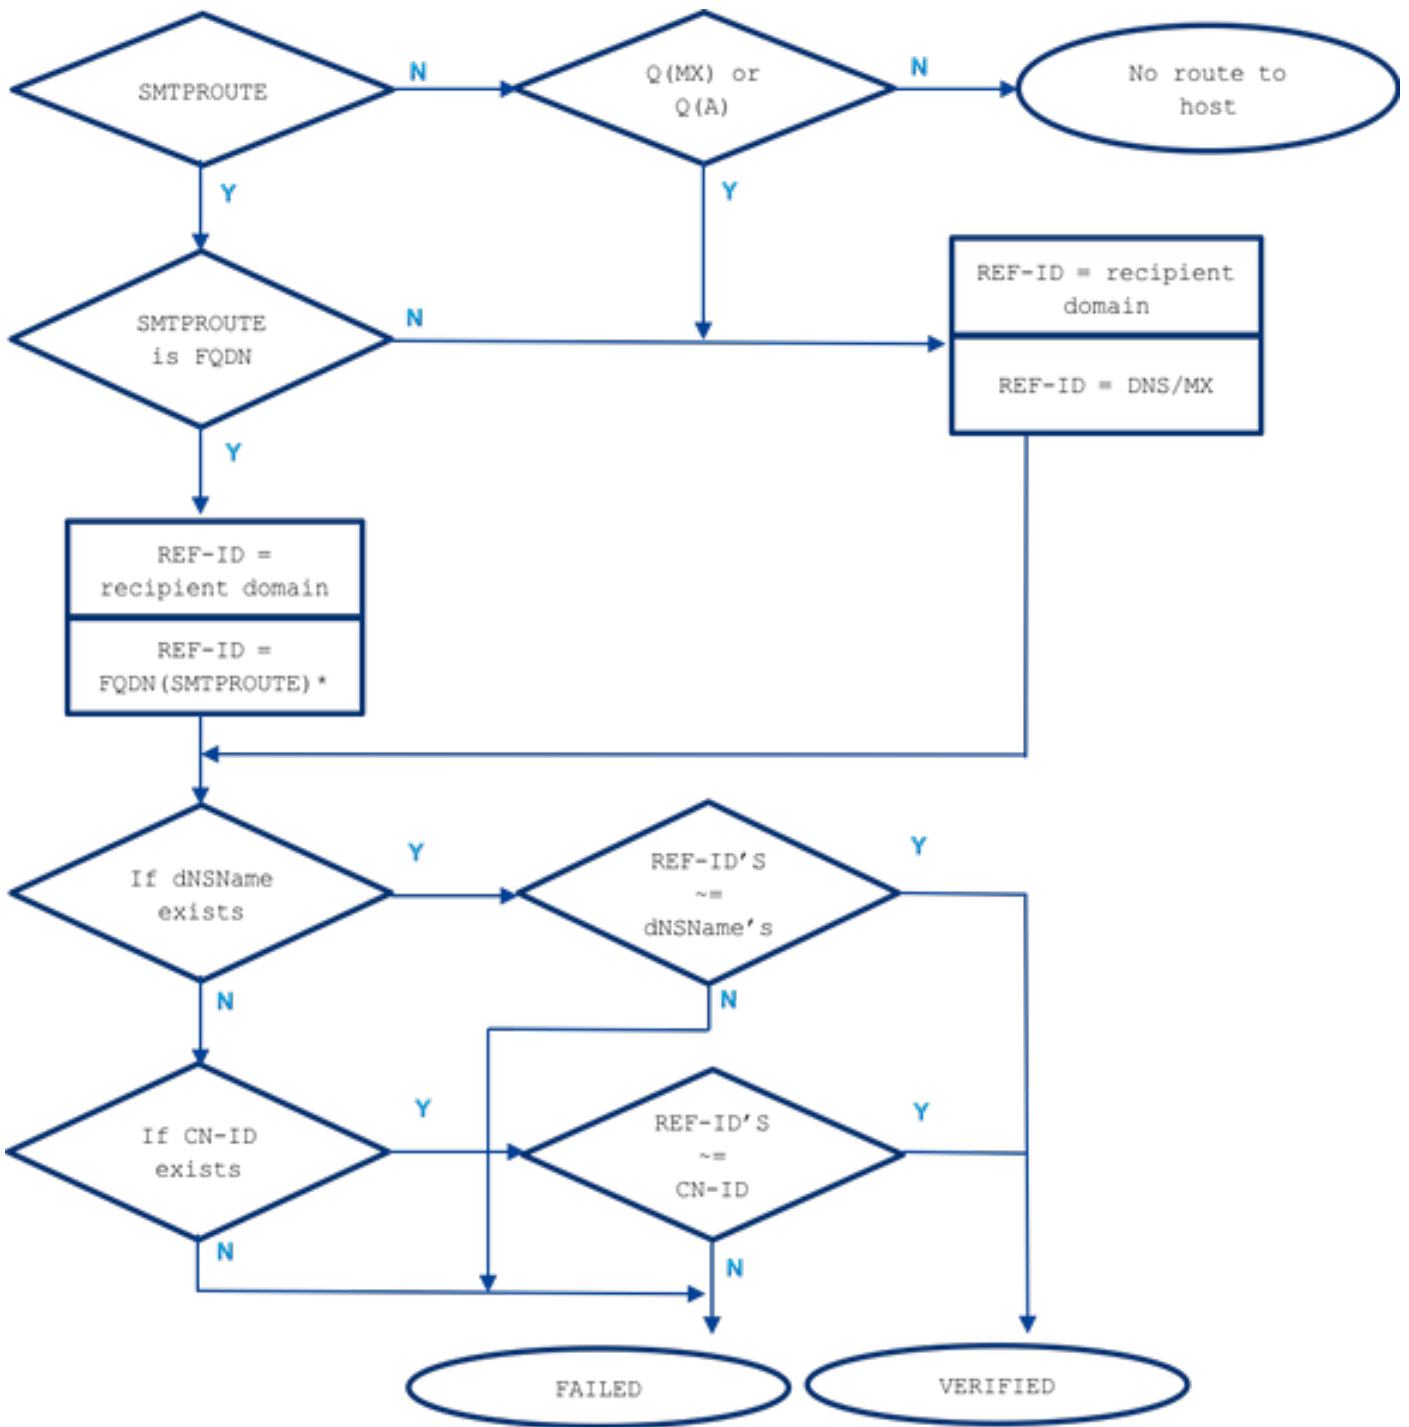 SMTPROUTE
N
Q(MX) or
Q(A)
N
No route to
host
Y
Y
SMTPROUTE
is FQDN
N
REF-ID = recipient
domain
REF-ID = DNS/MX
Y
REF-ID =
recipient domain
REF-ID =
FQDN(SMTPROUTE)*
If dNSName
exists
Y
REF-ID'S
~=
dNSName's
Y
N
N
If CN-ID
exists
Y
REF-ID'S
~=
CN-ID
Y
N
N
FAILED
VERIFIED